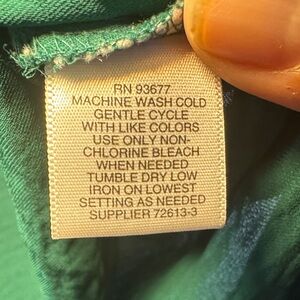 RN 93677
MACHINE WASH COLD
GENTLE CYCLE
WITH LIKE COLORS
USE ONLY NON-
CHLORINE BLEACH
WHEN NEEDED
TUMBLE DRY LOW
IRON ON LOWEST
SETTING AS NEEDED
SUPPLIER 72613-3